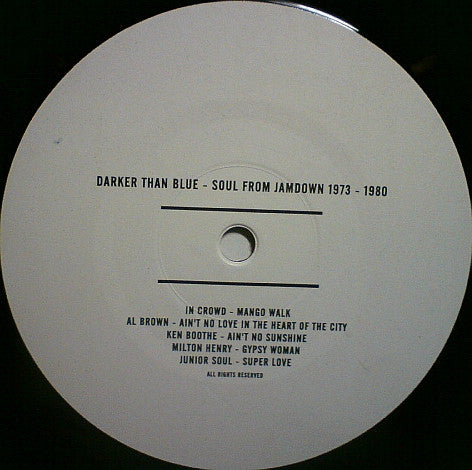 DARKER THAN BLUE - SOUL FROM JAMDOWN 1973 - 1980
IN CROWD - MANGO WALK
AL BROWN - AIN'T NO LOVE IN THE HEART OF THE CITY
KEN BOOTHE - AIN'T NO SUNSHINE
MILTON HENRY - GYPSY WOMAN
JUNIOR SOUL - SUPER LOVE
ALL RIGHTS RESERVED